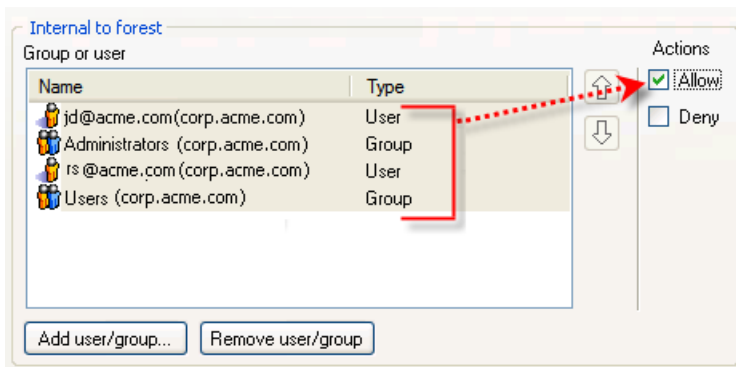 Internal to forest
Group or user
Actions
Name Type
Allow
jd@acme.com(corp.acme.com) User
Deny
Administrators (corp.acme.com) Group
rs @acme.com (corp.acme.com) User
Users (corp.acme.com) Group
Add user/group... Remove user/group